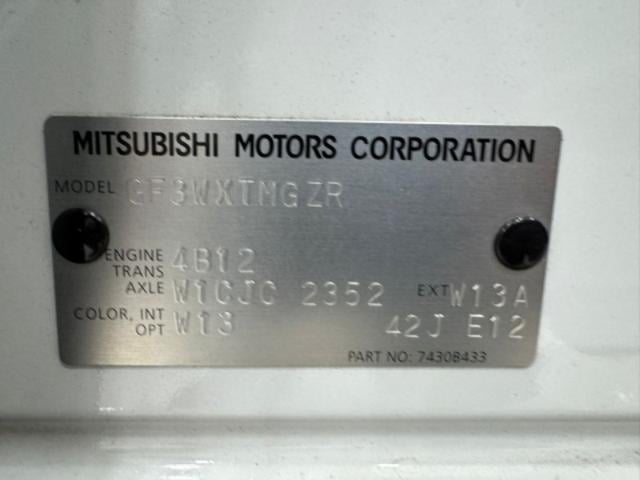 MITSUBISHI MOTORS CORPORATION
MODEL GF3WXTMGZR
ENGINE 4B12
TRANS
AXLE W1CJC 2352 EXT W13A
COLOR, INT W13 42J E12
OPT
PART NO: 7430B433